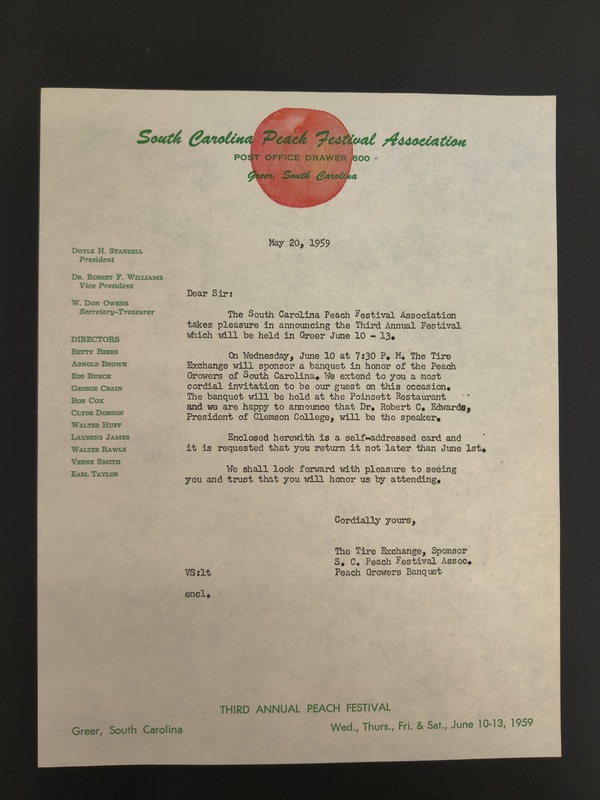 South Carolina Peach Festival Association
POST OFFICE DRAWER 600 -
Greer, South Carolina
May 20, 1959
Doyle H. Stansell
President
Dr. Robert F. Williams
Vice President
W. Don Owens
Secretary-Treasurer
DIRECTORS
Betty Beers
Arnold Brown
Edd Burch
George Crain
Bob Cox
Clyde Dobson
Walter Huff
Laurens James
Walter Rawls
Verne Smith
Earl Taylor
Dear Sir:
The South Carolina Peach Festival Association
takes pleasure in announcing the Third Annual Festival
which will be held in Greer June 10 - 13.
On Wednesday, June 10 at 7:30 P. M. The Tire
Exchange will sponsor a banquet in honor of the Peach
Growers of South Carolina. We extend to you a most
cordial invitation to be our guest on this occasion.
The banquet will be held at the Poinsett Restaurant
and we are happy to announce that Dr. Robert C. Edwards,
President of Clemson College, will be the speaker.
Enclosed herewith is a self-addressed card and
it is requested that you return it not later than June 1st.
We shall look forward with pleasure to seeing
you and trust that you will honor us by attending.
Cordially yours,
The Tire Exchange, Sponsor
S. C. Peach Festival Assoc.
Peach Growers Banquet
VS:lt
encl.
THIRD ANNUAL PEACH FESTIVAL
Greer, South Carolina
Wed., Thurs., Fri. & Sat., June 10-13, 1959